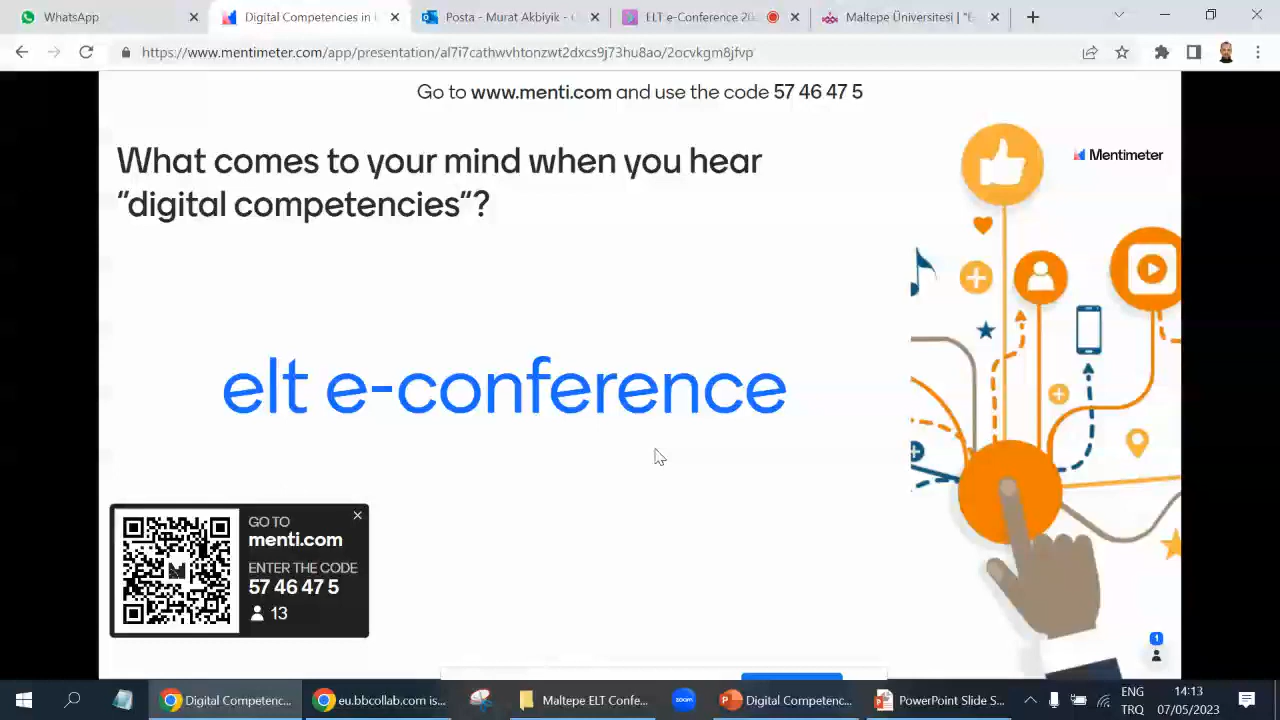 WhatsApp
Digital Competencies in
Posta - Murat Akbiyik -
ELT e-Conference 20
Maltepe Üniversitesi | "E
https://www.mentimeter.com/app/presentation/al7i7cathwvhtonzwt2dxcs9j73hu8ao/2ocvkgm8jfvp
Go to www.menti.com and use the code 57 46 47 5
What comes to your mind when you hear
"digital competencies"?
Mentimeter
elt e-conference
GO TO
menti.com
ENTER THE CODE
57 46 47 5
13
1
Digital Competenc...
eu.bbcollab.com is...
Maltepe ELT Confe...
zoom
Digital Competenc...
PowerPoint Slide S...
ENG
TRQ
14:13
07/05/2023